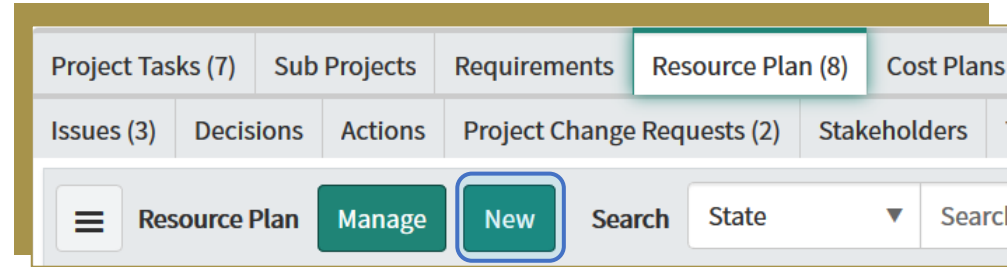 Project Tasks (7) Sub Projects Requirements Resource Plan (8) Cost Plans
Issues (3) Decisions Actions Project Change Requests (2) Stakeholders
Resource Plan Manage New Search State